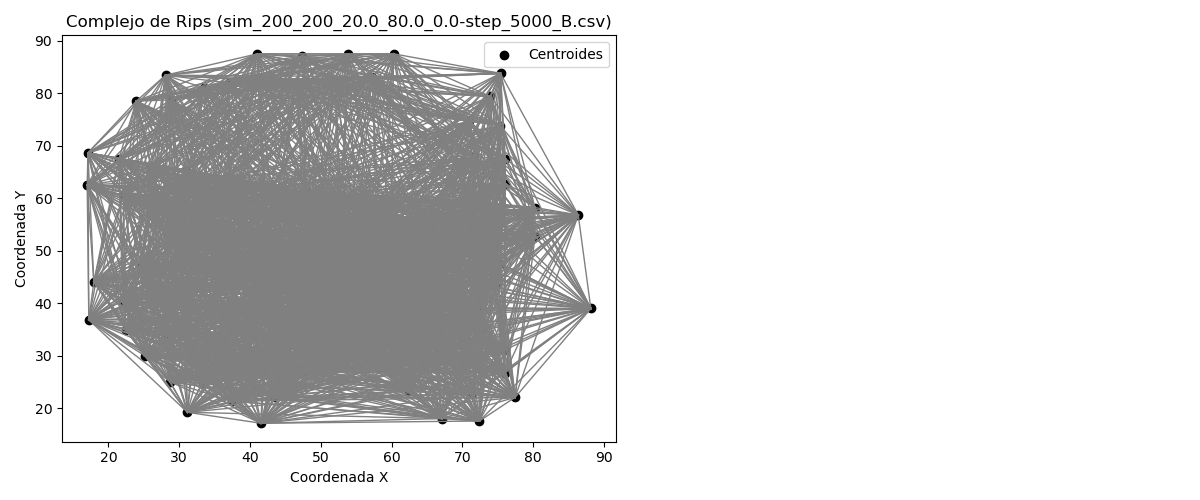 Complejo de Rips (sim_200_200_20.0_80.0_0.0-step_5000_B.csv)
Centroides
90
80
70
60
50
40
30
20
Coordenada Y
20 30 40 50 60 70 80 90
Coordenada X